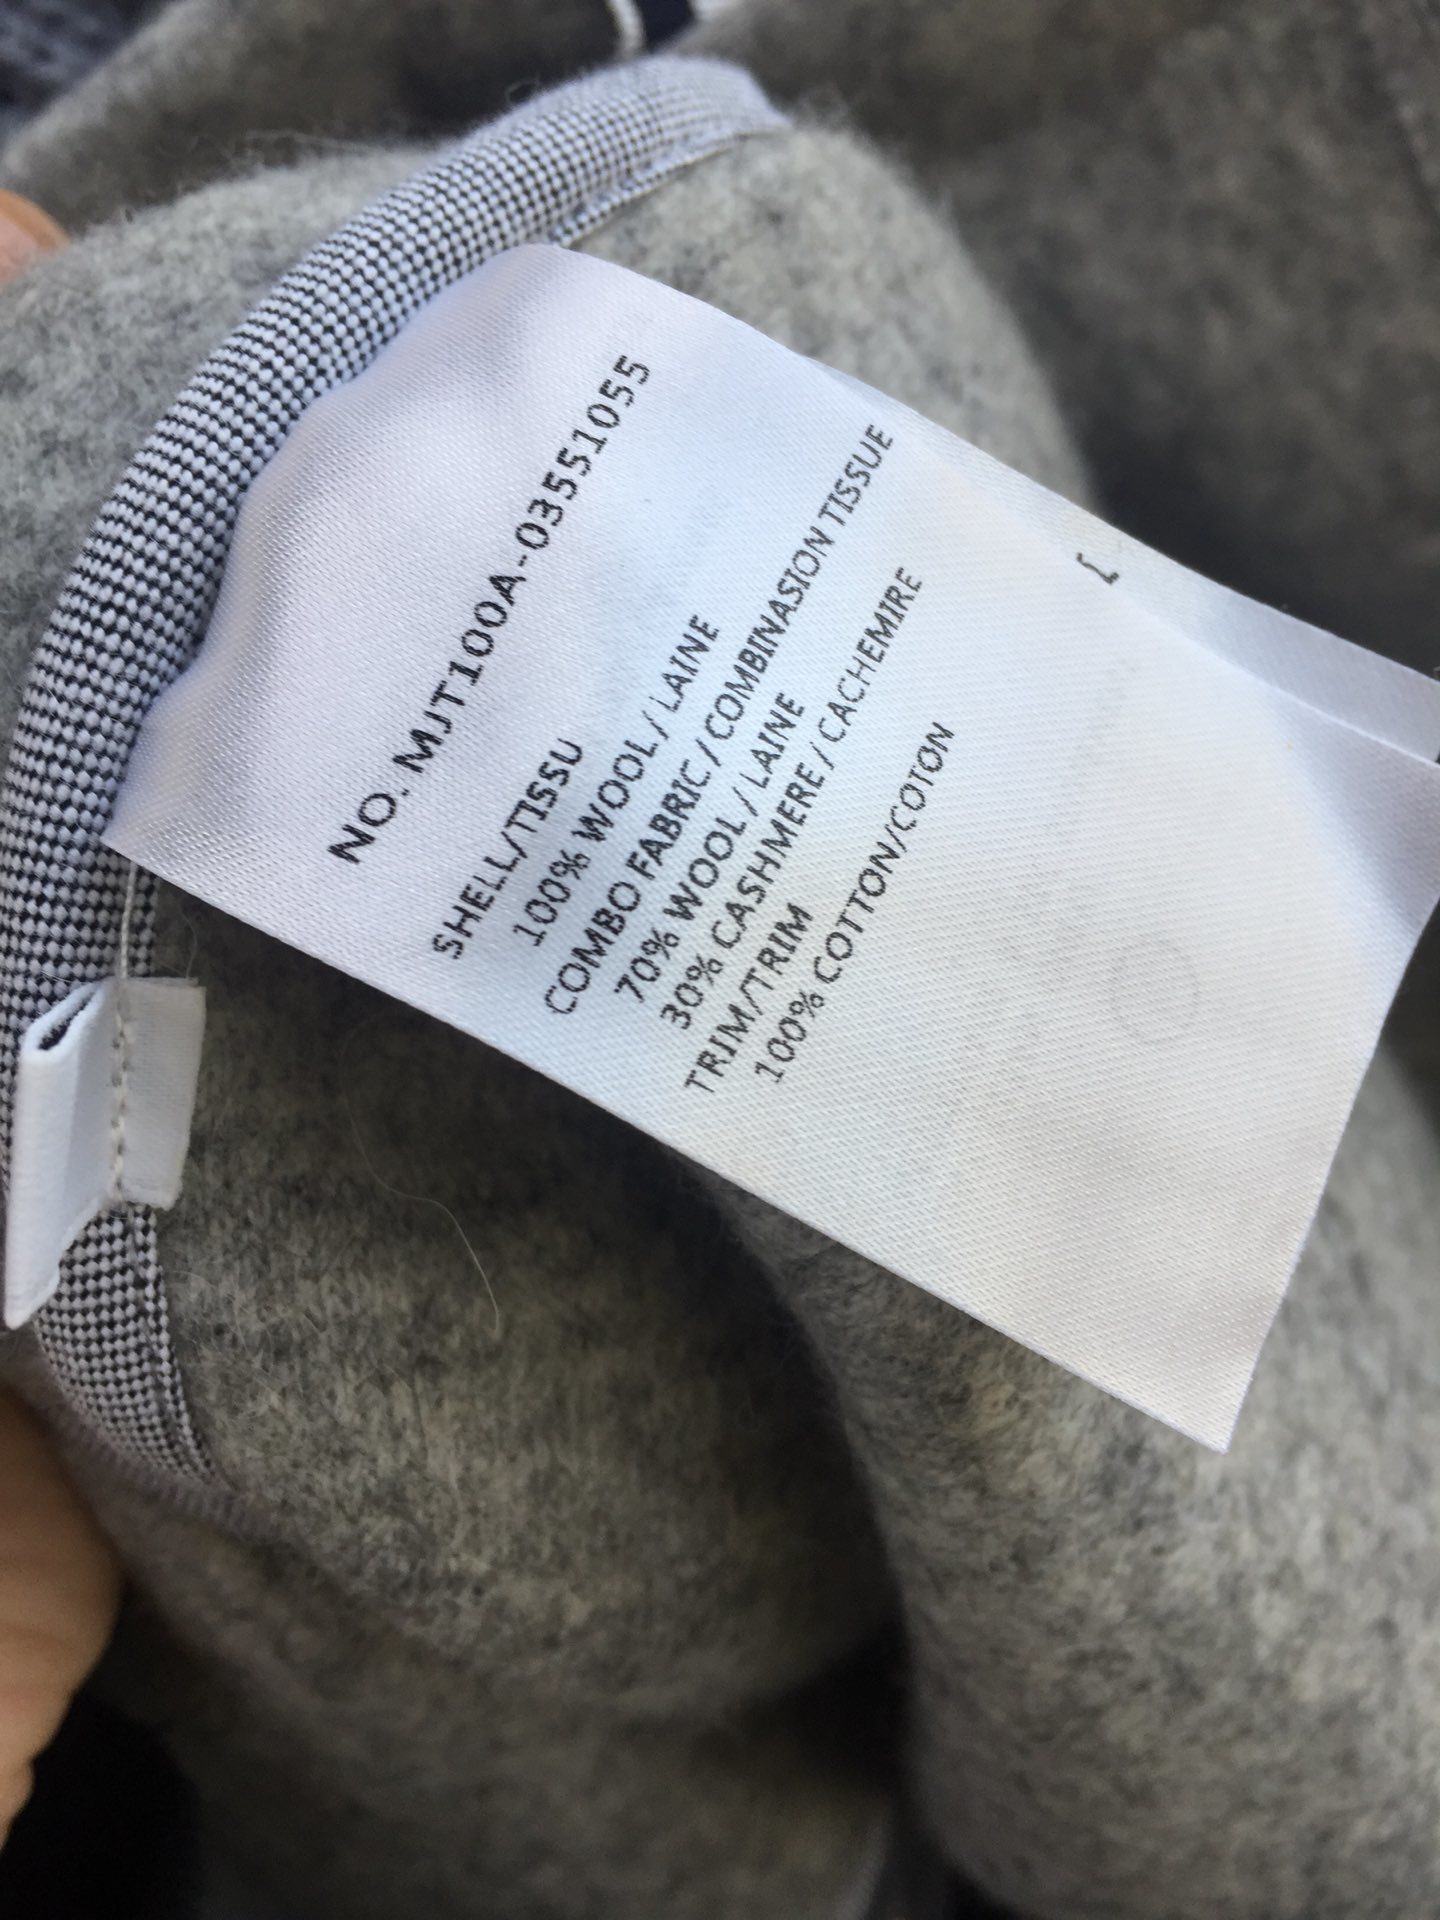 NO. MJT100A-03551055
SHELL/TISSU
100% WOOL / LAINE
COMBO FABRIC / COMBINASION TISSUE
70% WOOL / LAINE
30% CASHMERE / CACHEMIRE
TRIM/TRIM
100% COTTON/COTON
L